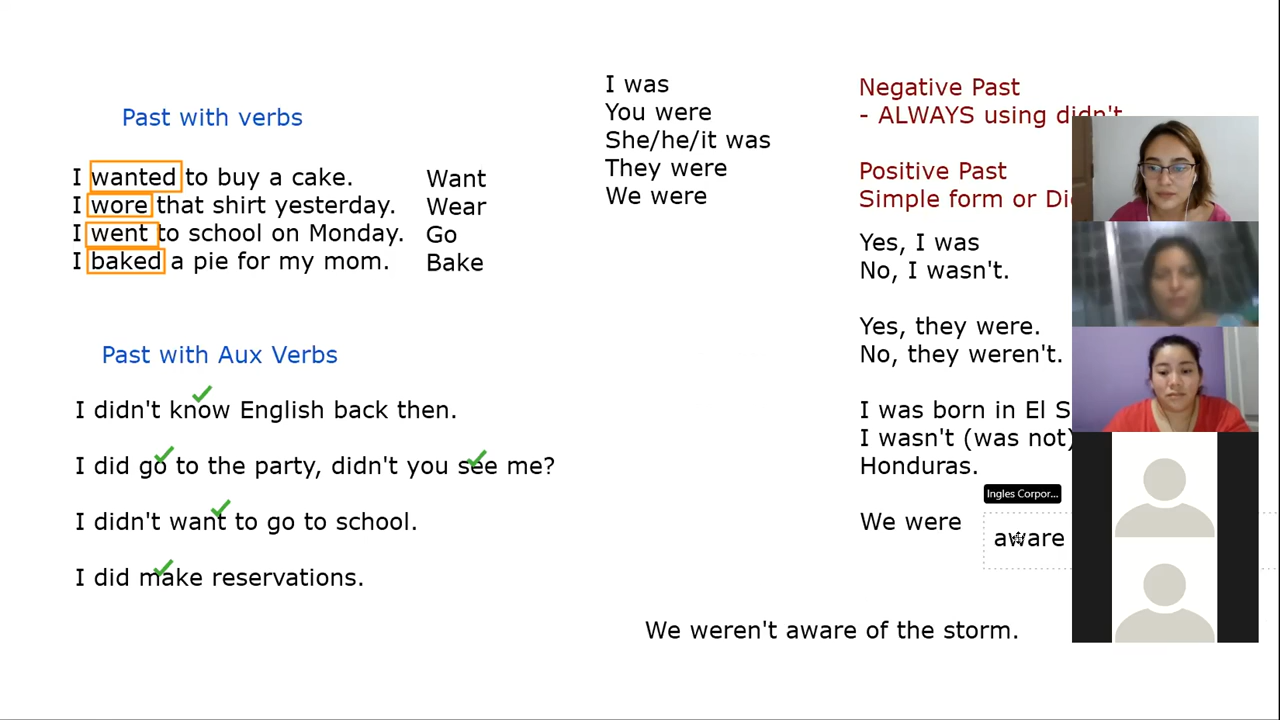 Past with verbs
I wanted to buy a cake.
I wore that shirt yesterday.
I went to school on Monday.
I baked a pie for my mom.
Want
Wear
Go
Bake
Past with Aux Verbs
I didn't know English back then.
I did go to the party, didn't you see me?
I didn't want to go to school.
I did make reservations.
I was
You were
She/he/it was
They were
We were
Negative Past
- ALWAYS using didn't
Positive Past
Simple form or
Yes, I was
No, I wasn't.
Yes, they were.
No, they weren't.
I was born in El
I wasn't (was not)
Honduras.
Ingles Corpor...
We were
aware
We weren't aware of the storm.